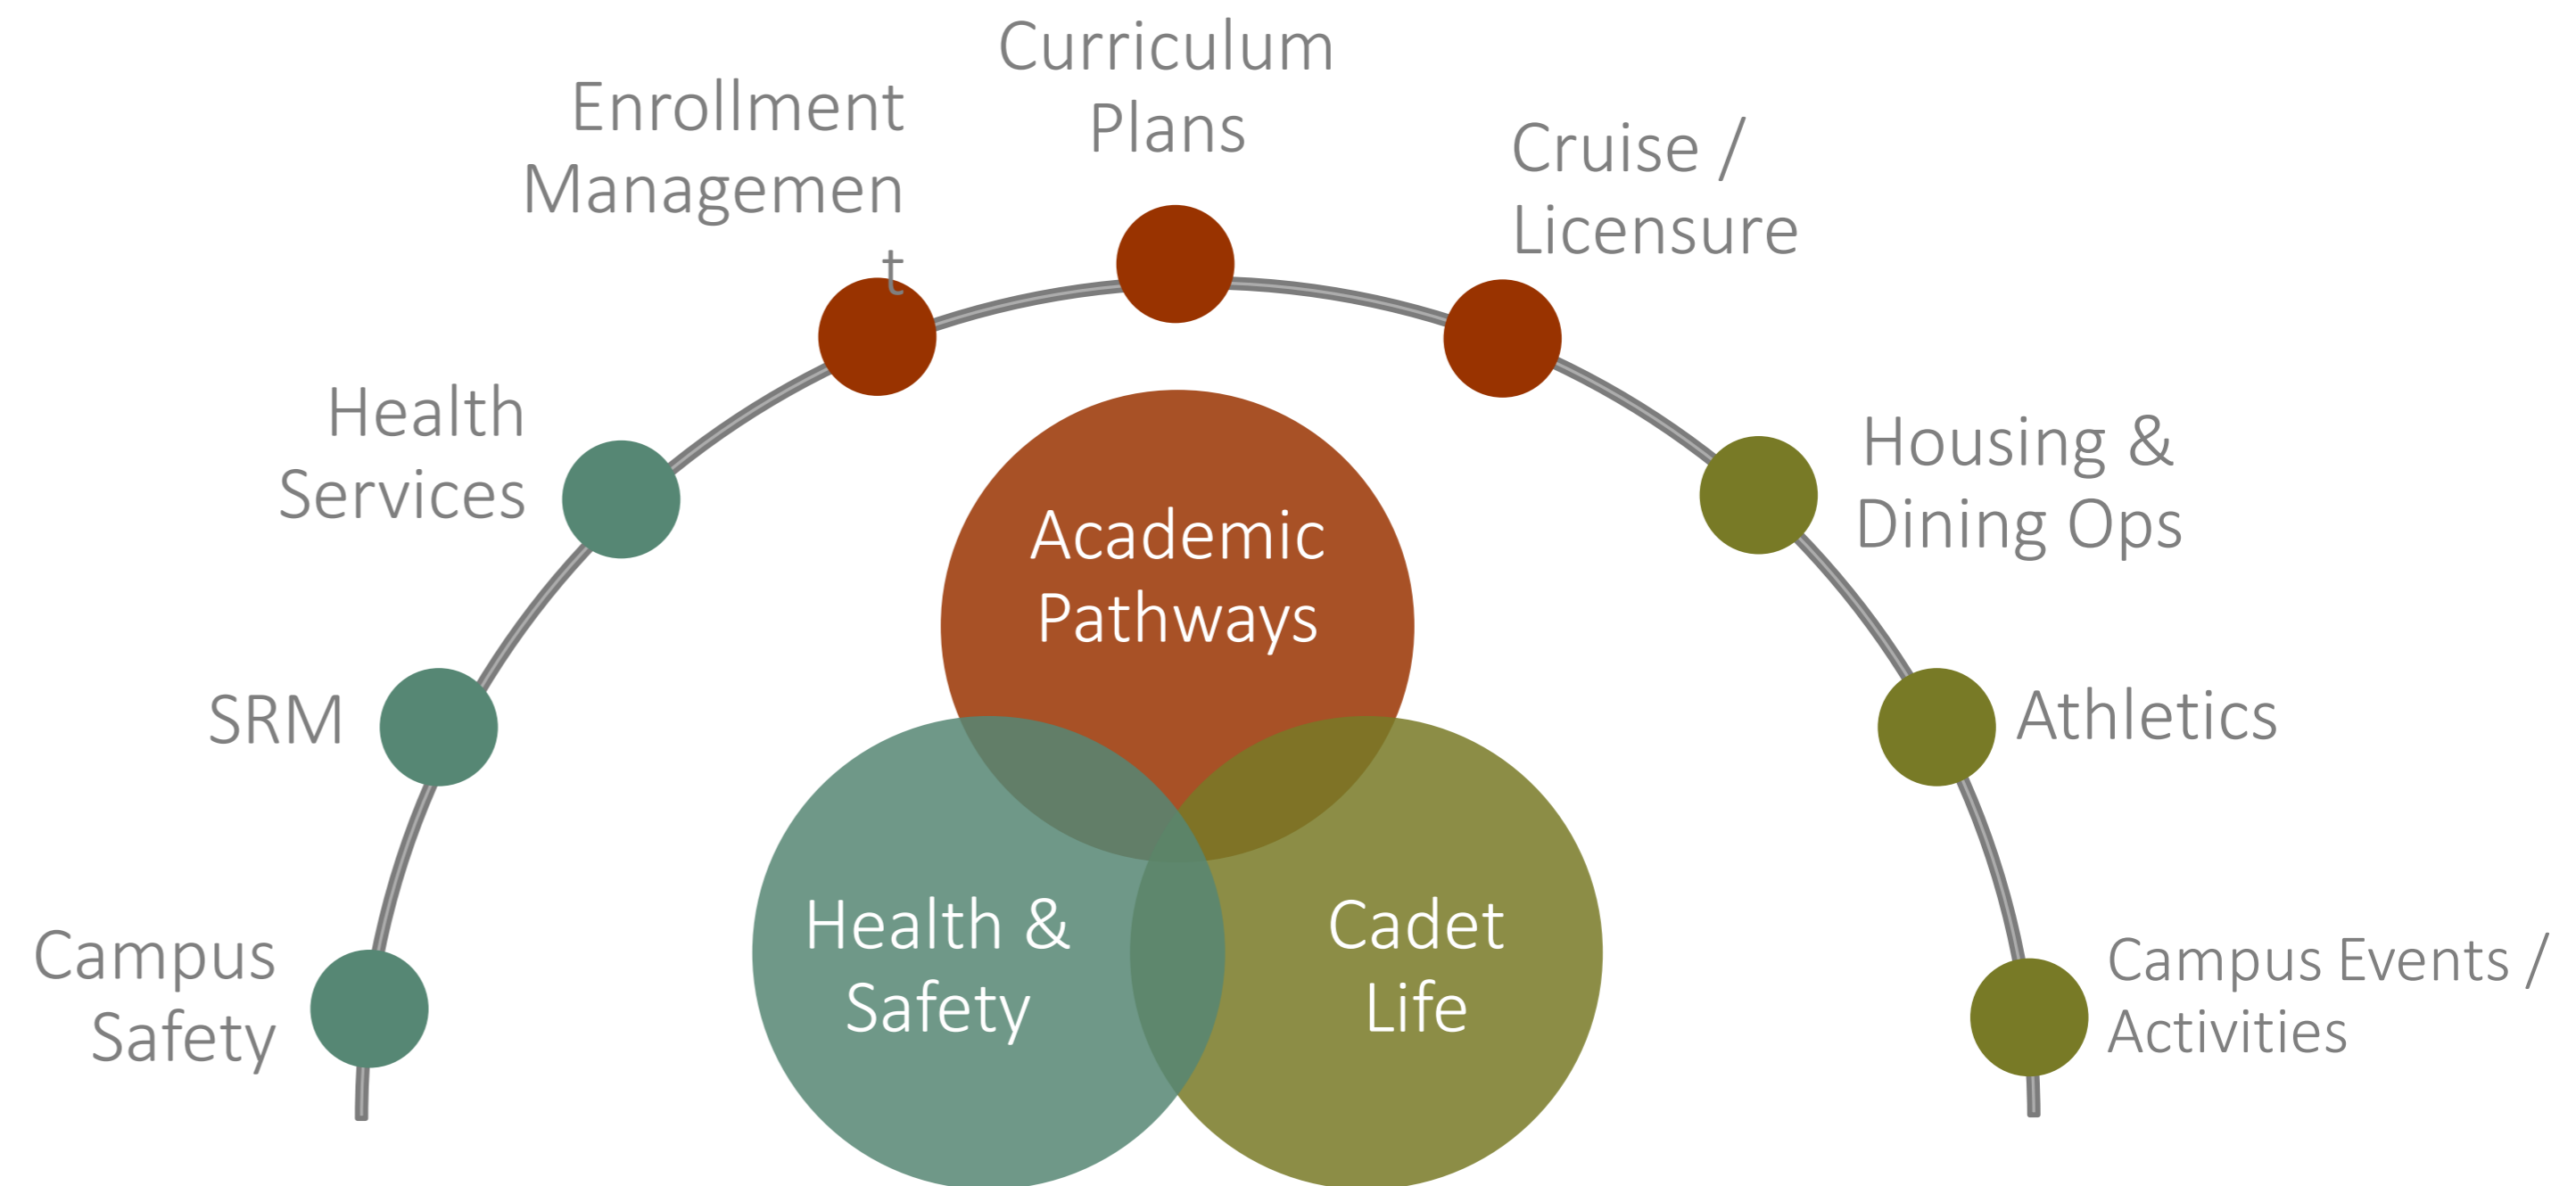 Curriculum
Plans
Enrollment
Managemen
t
Cruise /
Licensure
Health
Services
Housing &
Dining Ops
Academic
Pathways
SRM
Athletics
Health &
Safety
Cadet
Life
Campus
Safety
Campus Events /
Activities